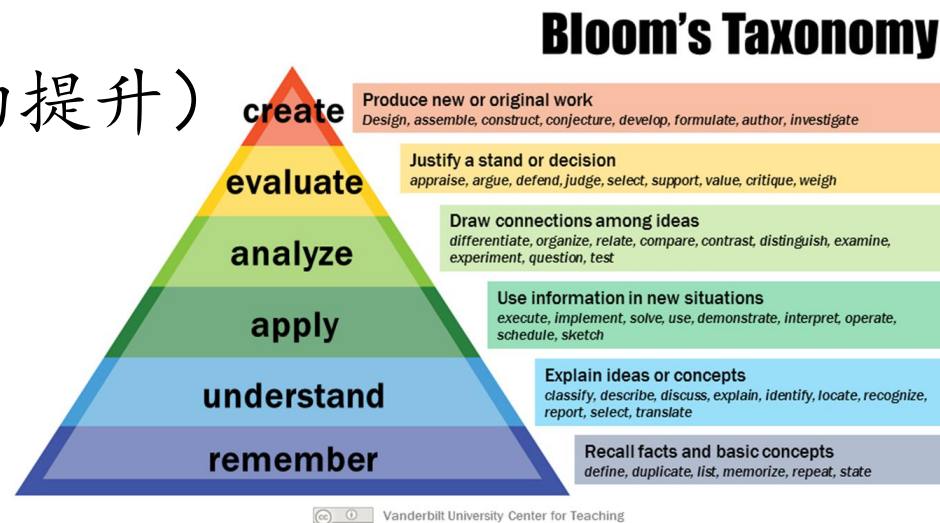 Bloom's Taxonomy
提升）
create
Produce new or original work
Design, assemble, construct, conjecture, develop, formulate, author, investigate
evaluate
Justify a stand or decision
appraise, argue, defend, judge, select, support, value, critique, weigh
analyze
Draw connections among ideas
differentiate, organize, relate, compare, contrast, distinguish, examine,
experiment, question, test
apply
Use information in new situations
execute, implement, solve, use, demonstrate, interpret, operate,
schedule, sketch
understand
Explain ideas or concepts
classify, describe, discuss, explain, identify, locate, recognize,
report, select, translate
remember
Recall facts and basic concepts
define, duplicate, list, memorize, repeat, state
cc
Vanderbilt University Center for Teaching